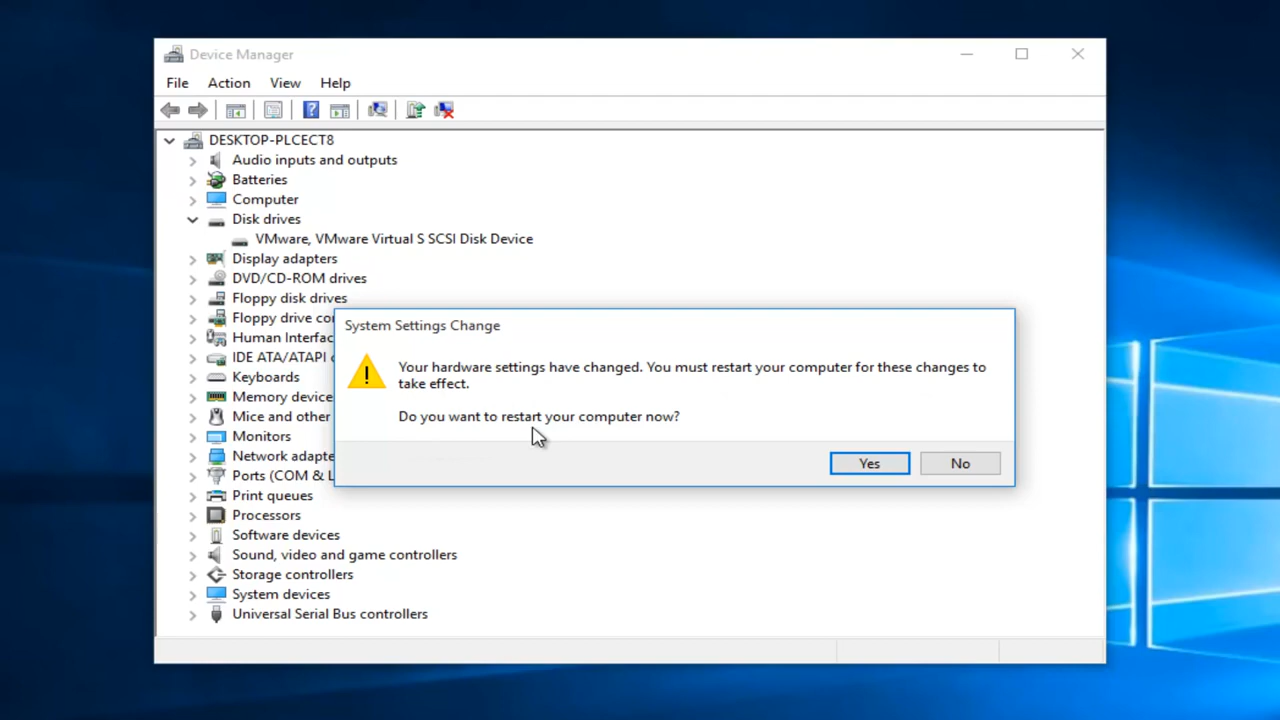 Device Manager
File Action View Help
DESKTOP-PLCECT8
Audio inputs and outputs
Batteries
Computer
Disk drives
VMware, VMware Virtual S SCSI Disk Device
Display adapters
DVD/CD-ROM drives
Floppy disk drives
Floppy drive co
Human Interfac
IDE ATA/ATAPI
Keyboards
Memory device
Mice and other
Monitors
Network adapte
Ports (COM & L
Print queues
Processors
Software devices
Sound, video and game controllers
Storage controllers
System devices
Universal Serial Bus controllers
System Settings Change
Your hardware settings have changed. You must restart your computer for these changes to
take effect.
Do you want to restart your computer now?
Yes No